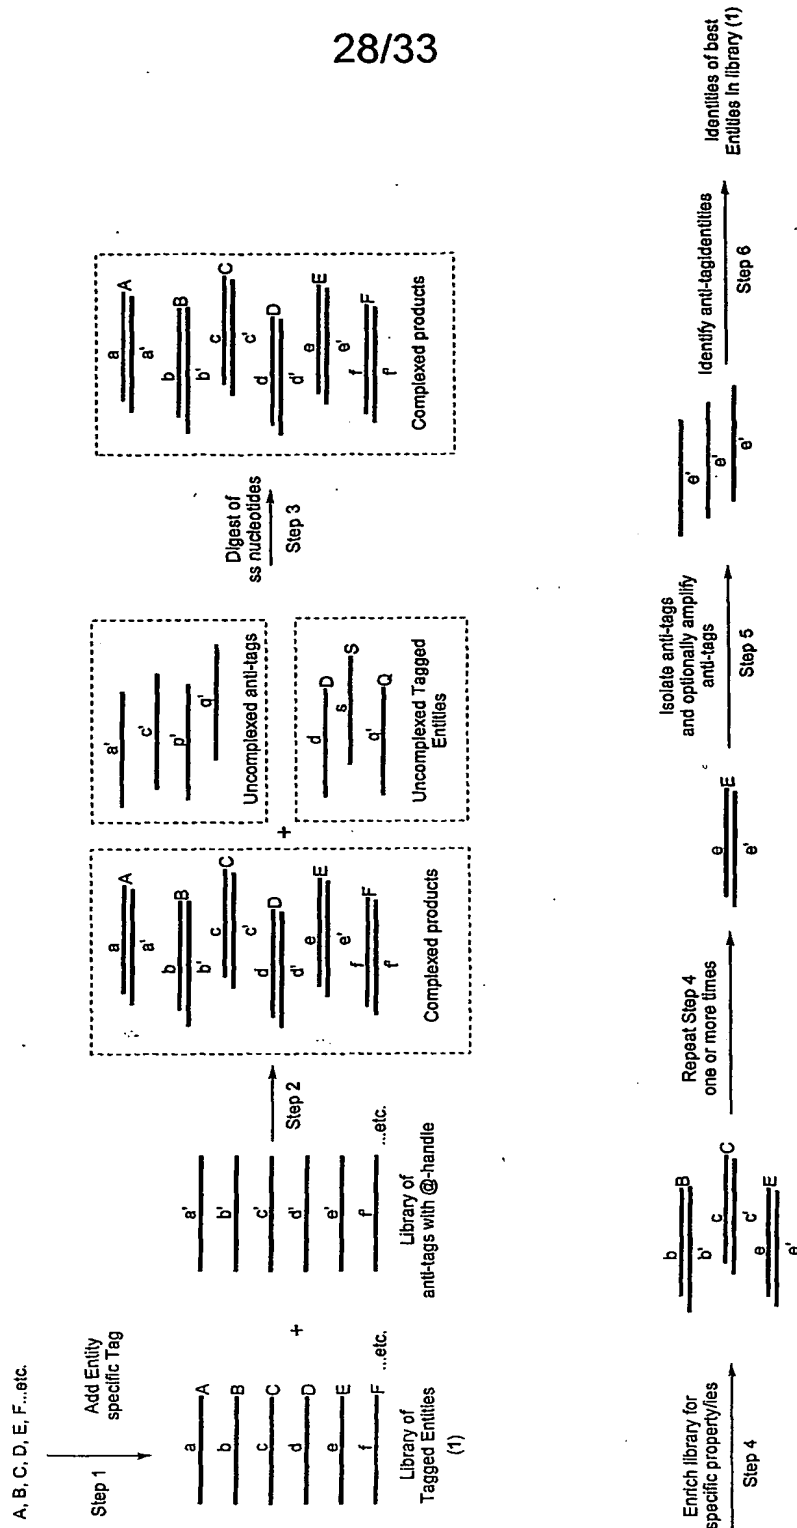 28/33
A, B, C, D, E, F...etc.
Step 1
Add Entity
specific Tag
a
A
b
B
c
C
d
D
e
E
f
F
...etc.
Library of
Tagged Entities
(1)
+
a'
b'
c'
d'
e'
f'
...etc.
Library of
anti-tags with @-handle
Step 2
a
A
a'
b
B
b'
c
C
c'
d
D
d'
e
E
e'
f
F
f'
Complexed products
+
a'
c'
p'
q'
Uncomplexed anti-tags
d
D
s
S
q'
Q
Uncomplexed Tagged
Entities
Digest of
ss nucleotides
Step 3
a
A
a'
b
B
b'
c
C
c'
d
D
d'
e
E
e'
f
F
f'
Complexed products
Enrich library for
specific property/ies
Step 4
b
B
b'
c
C
c'
e
E
e'
Repeat Step 4
one or more times
e
E
e'
Isolate anti-tags
and optionally amplify
anti-tags
Step 5
e'
e'
e'
Identify anti-tagidentities
Step 6
Identities of best
Entities in library (1)